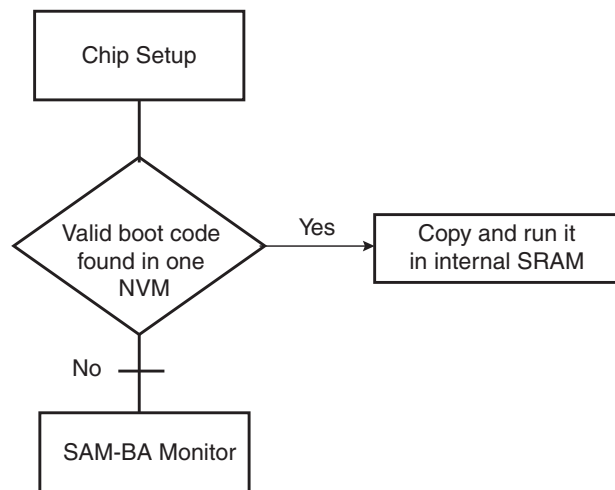 Chip Setup
Valid boot code
found in one
NVM
Yes
Copy and run it
in internal SRAM
No
SAM-BA Monitor